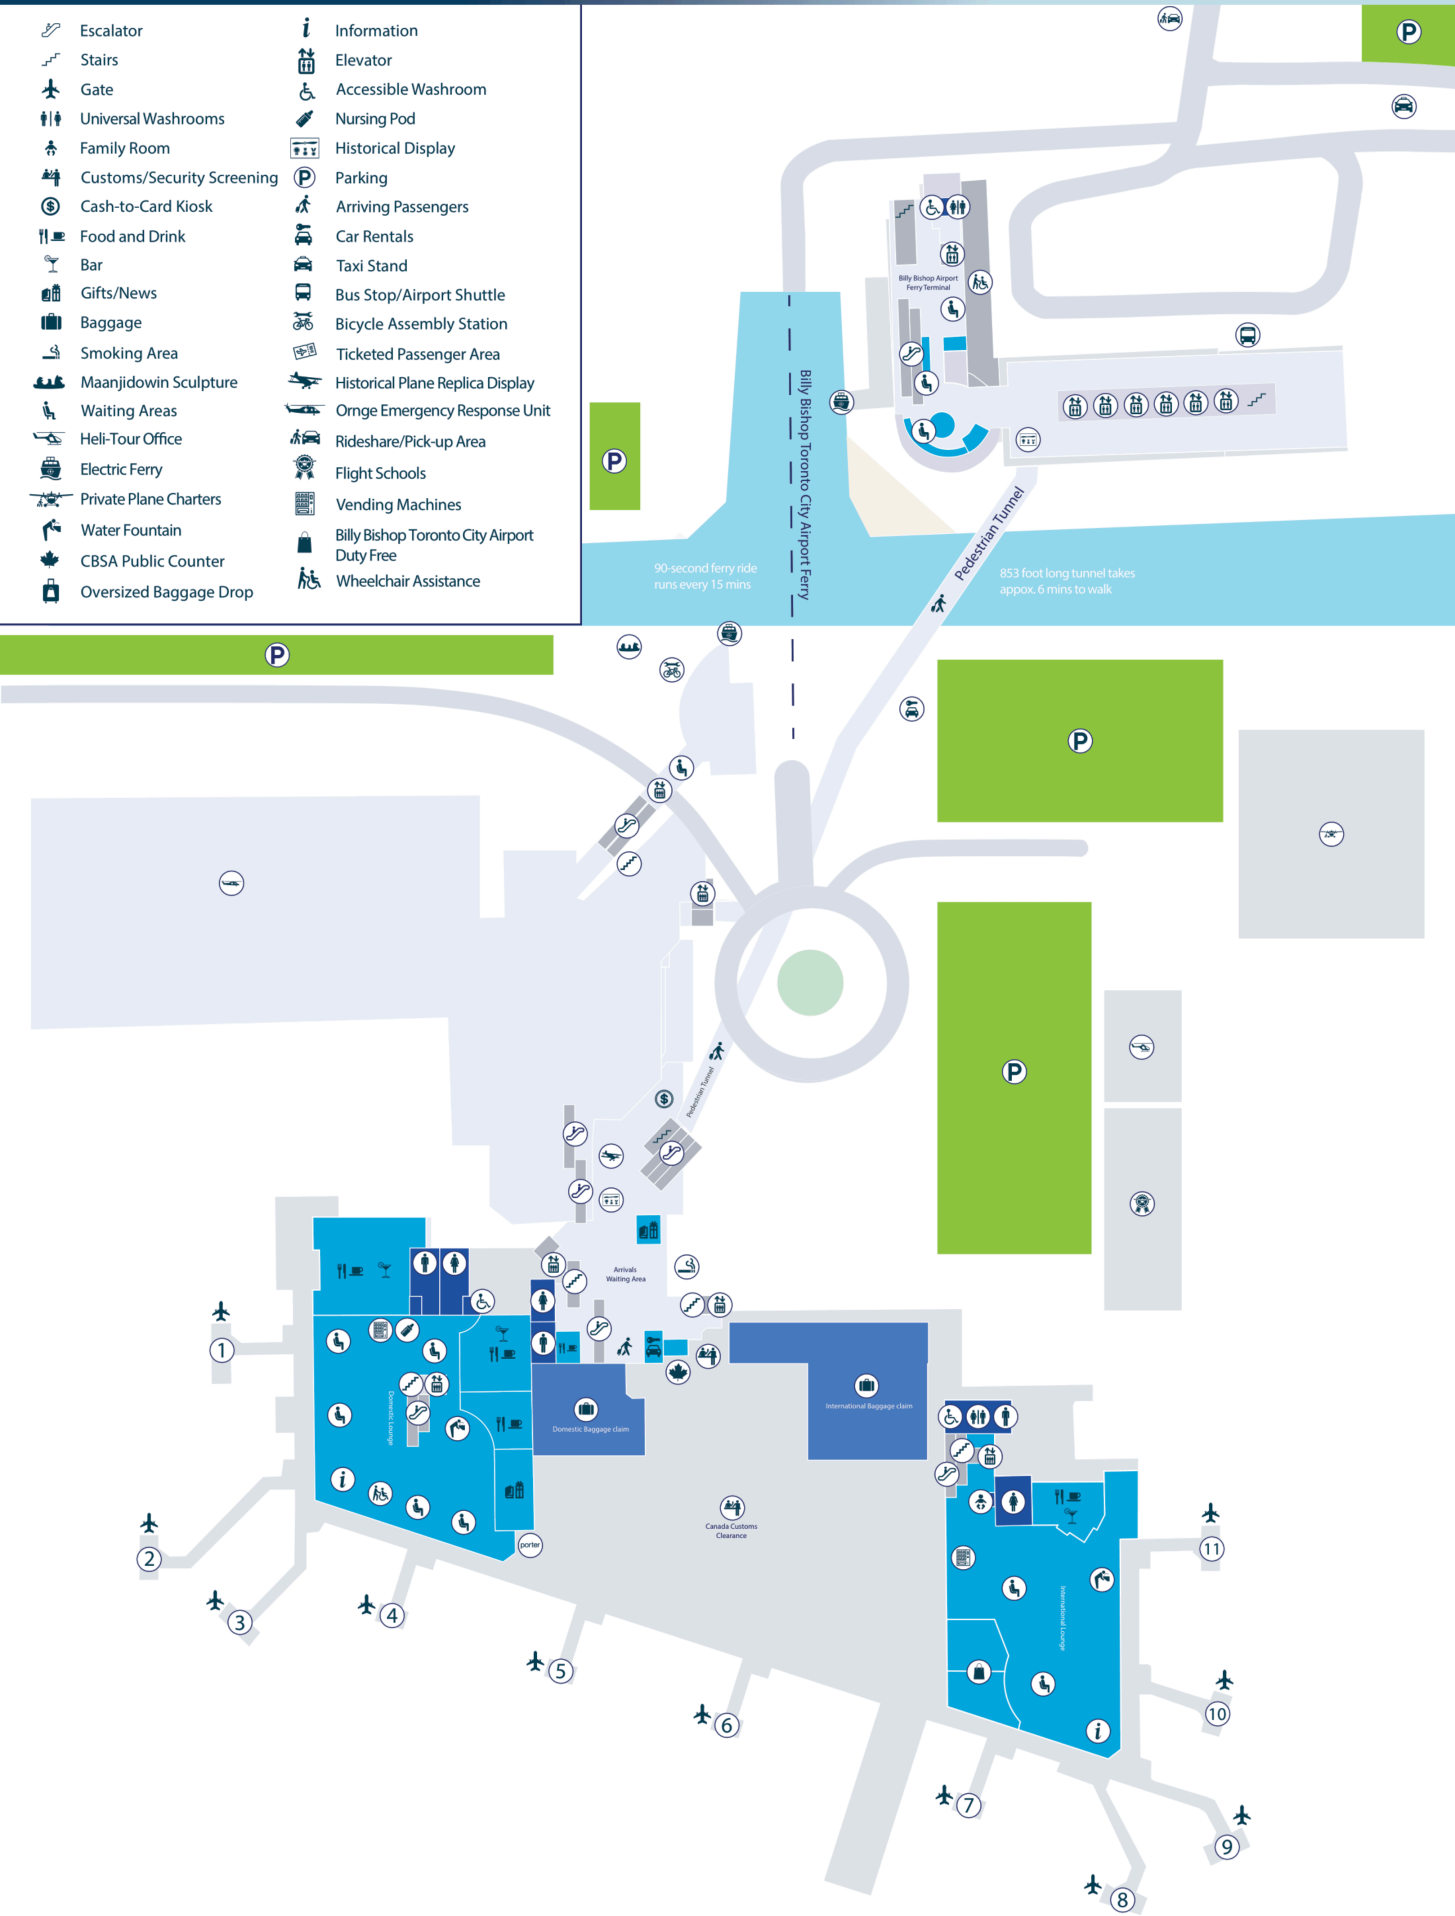 Escalator
Stairs
Gate
Universal Washrooms
Family Room
Customs/Security Screening
Cash-to-Card Kiosk
Food and Drink
Bar
Gifts/News
Baggage
Smoking Area
Maanjidowin Sculpture
Waiting Areas
Heli-Tour Office
Electric Ferry
Private Plane Charters
Water Fountain
CBSA Public Counter
Oversized Baggage Drop
i
Information
Elevator
Accessible Washroom
Nursing Pod
Historical Display
P
Parking
Arriving Passengers
Car Rentals
Taxi Stand
Bus Stop/Airport Shuttle
Bicycle Assembly Station
Ticketed Passenger Area
Historical Plane Replica Display
Ornge Emergency Response Unit
Rideshare/Pick-up Area
Flight Schools
Vending Machines
Billy Bishop Toronto City Airport
Duty Free
Wheelchair Assistance
P
Billy Bishop Airport
Ferry Terminal
P
Billy Bishop Toronto City Airport Ferry
Pedestrian Tunnel
90-second ferry ride
runs every 15 mins
853 foot long tunnel takes
appox. 6 mins to walk
P
P
P
Pedestrian Tunnel
$
Arrivals
Waiting Area
1
Domestic Lounge
Domestic Baggage claim
International Baggage claim
i
Canada Customs
Clearance
porter
2
3
4
5
6
International Lounge
i
11
10
7
9
8